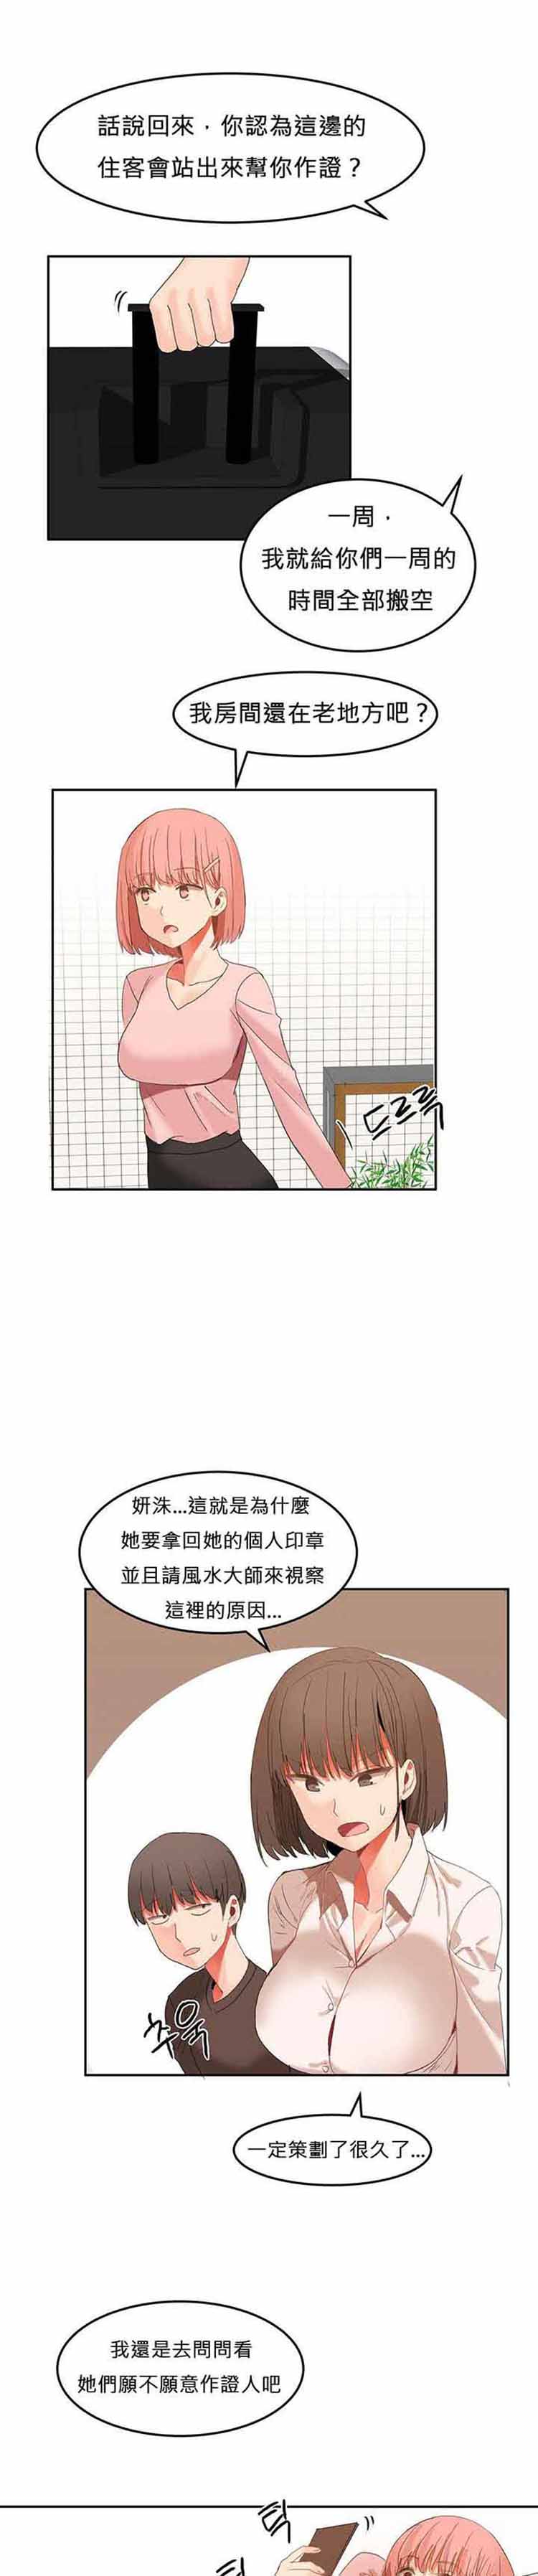 話說回來，你認為這邊的
住客會站出來幫你作證？
一周，
我就給你們一周的
時間全部搬空
我房間還在老地方吧？
드르륵
妍洙...這就是為什麼
她要拿回她的個人印章
並且請風水大師來視察
這裡的原因...
추욱
一定策劃了很久了...
我還是去問問看
她們願不願意作證人吧
턱